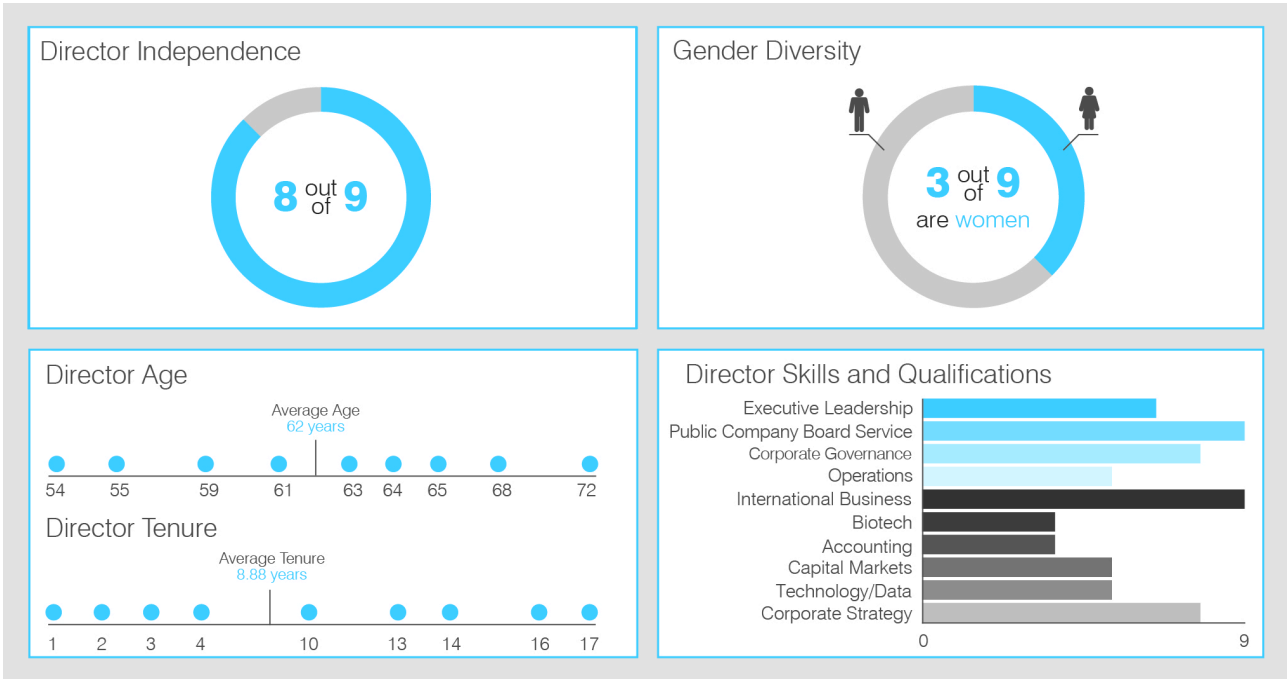 Director Independence
8 out of 9
Gender Diversity
3 out of 9
are women
Director Age
Average Age
62 years
54 55 59 61 63 64 65 68 72
Director Tenure
Average Tenure
8.88 years
1 2 3 4 10 13 14 16 17
Director Skills and Qualifications
Executive Leadership
Public Company Board Service
Corporate Governance
Operations
International Business
Biotech
Accounting
Capital Markets
Technology/Data
Corporate Strategy
0 9